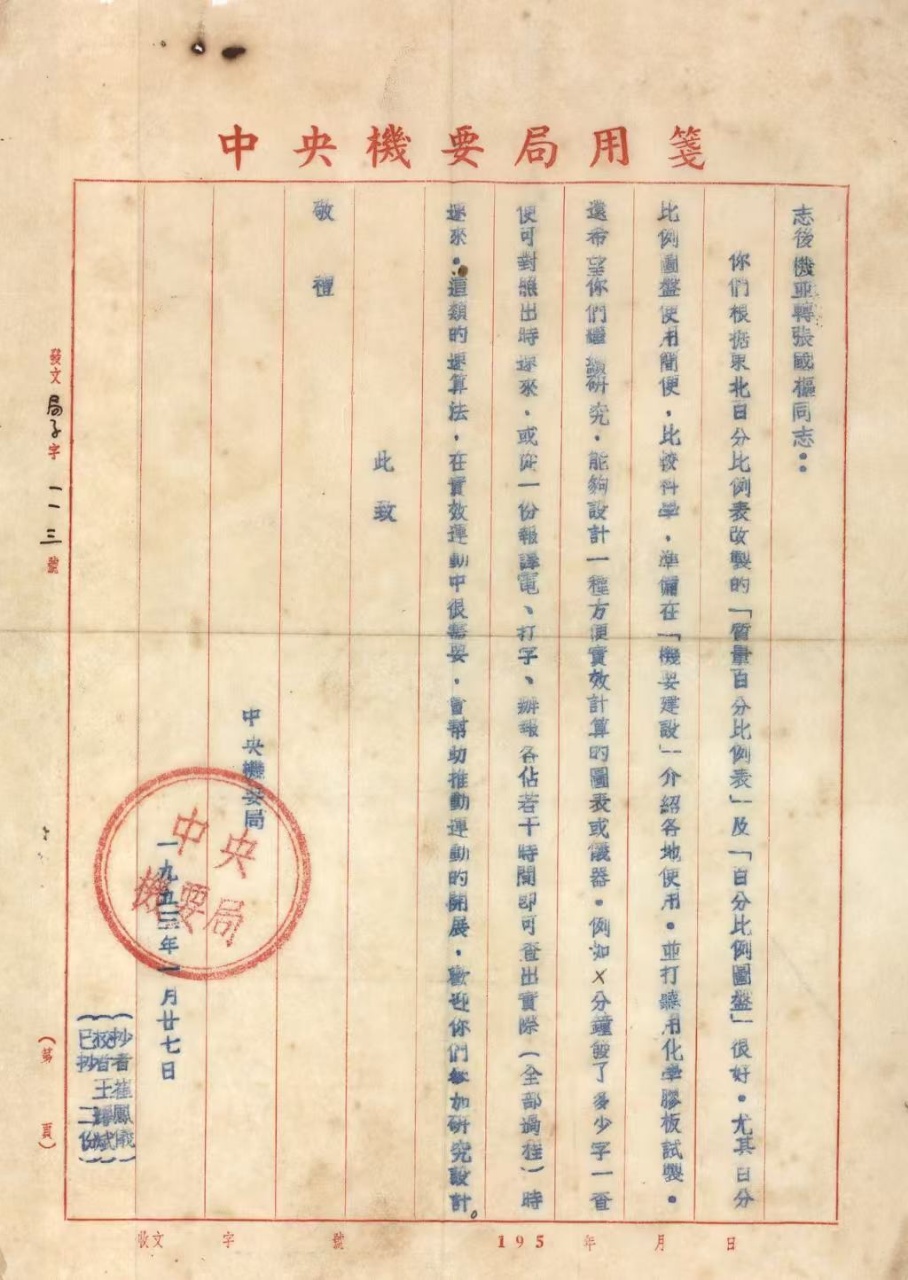 中央機要局用箋
志後機並轉張國樞同志：
你們根据東北百分比例表改製的「質量百分比例表」及「百分比例圖盤」很好。尤其百分
比例圖盤使用簡便，比較科學，準備在「機要建設」介紹各地使用。並打聽用化學膠板試製。
還希望你們繼續研究，能夠設計一種方便實效計算的圖表或儀器。例如X分鐘發了多少字一查
便可對照出時速來，或從一份報譯電、打字、辦報各佔若干時間即可查出實際（全部過程）時
速來。這類的速算法，在實效運動中很需要，會幫助推動運動的開展，歡迎你們參加研究設計。
此致
敬禮
中央機要局
一九五三年一月廿七日
中央
機要局
（抄者崔鳳儀）
（校者王 斌）
（已抄二份）
發文局子字一一三號
（第 頁）
發文 字 號 195 年 月 日